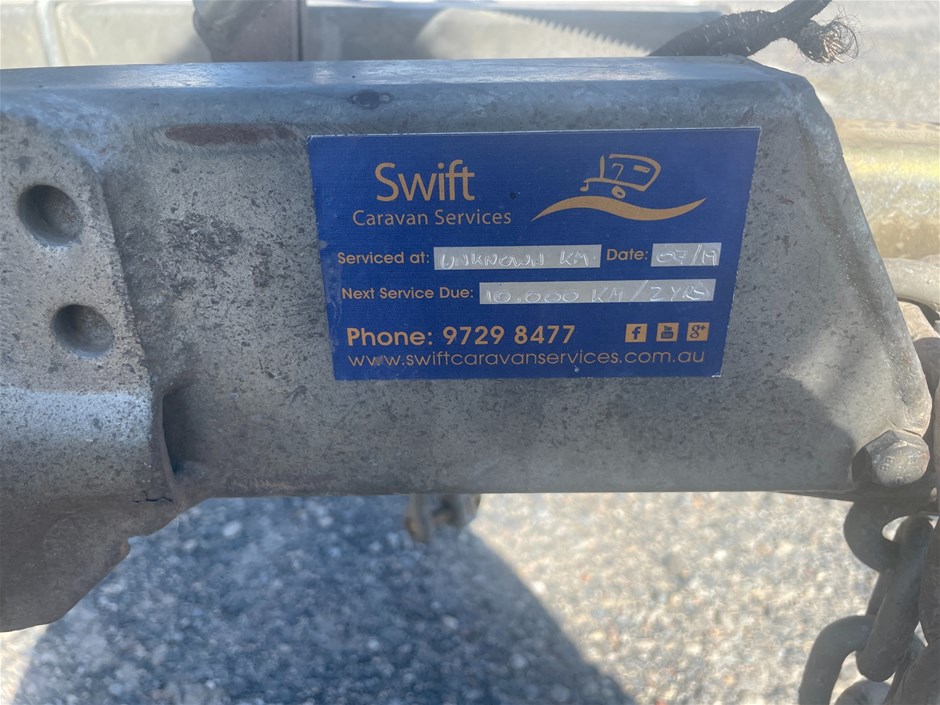 Swift
Caravan Services
Serviced at: UNKNOWN KM. Date: 07/19
Next Service Due: 10.000 KM/2YRS
Phone: 9729 8477
www.swiftcaravanservices.com.au